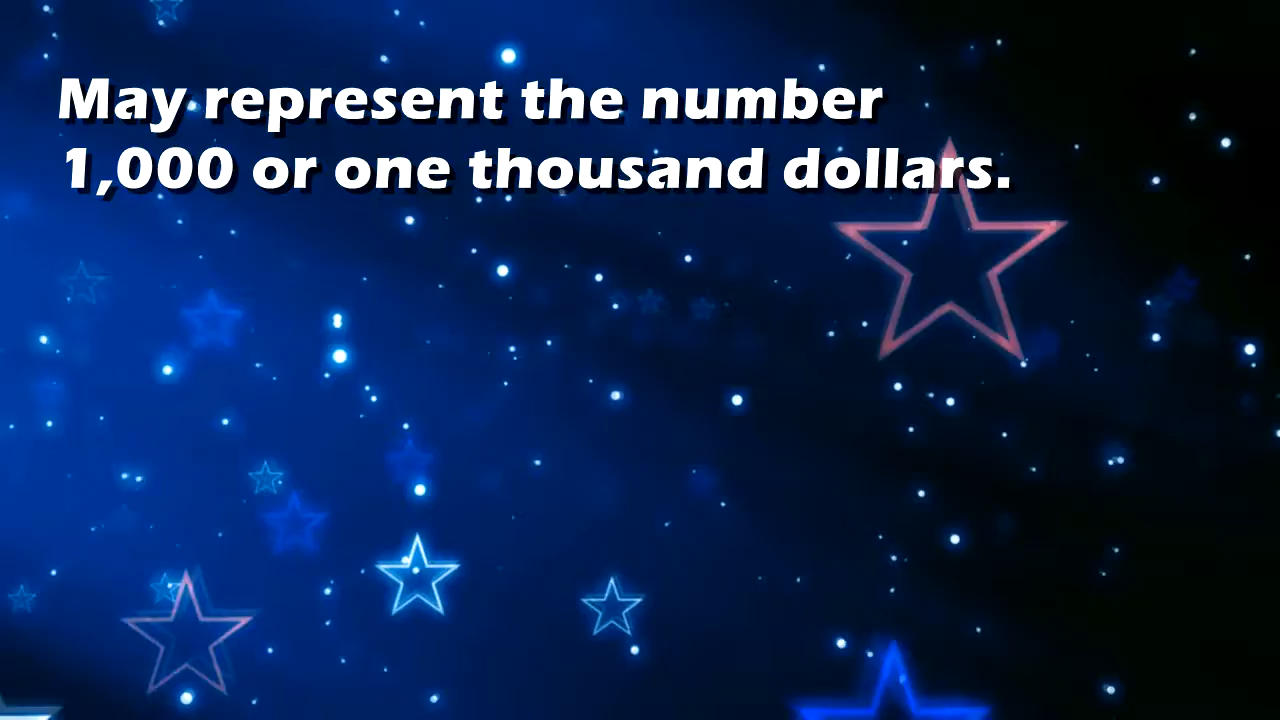 May represent the number
1,000 or one thousand dollars.